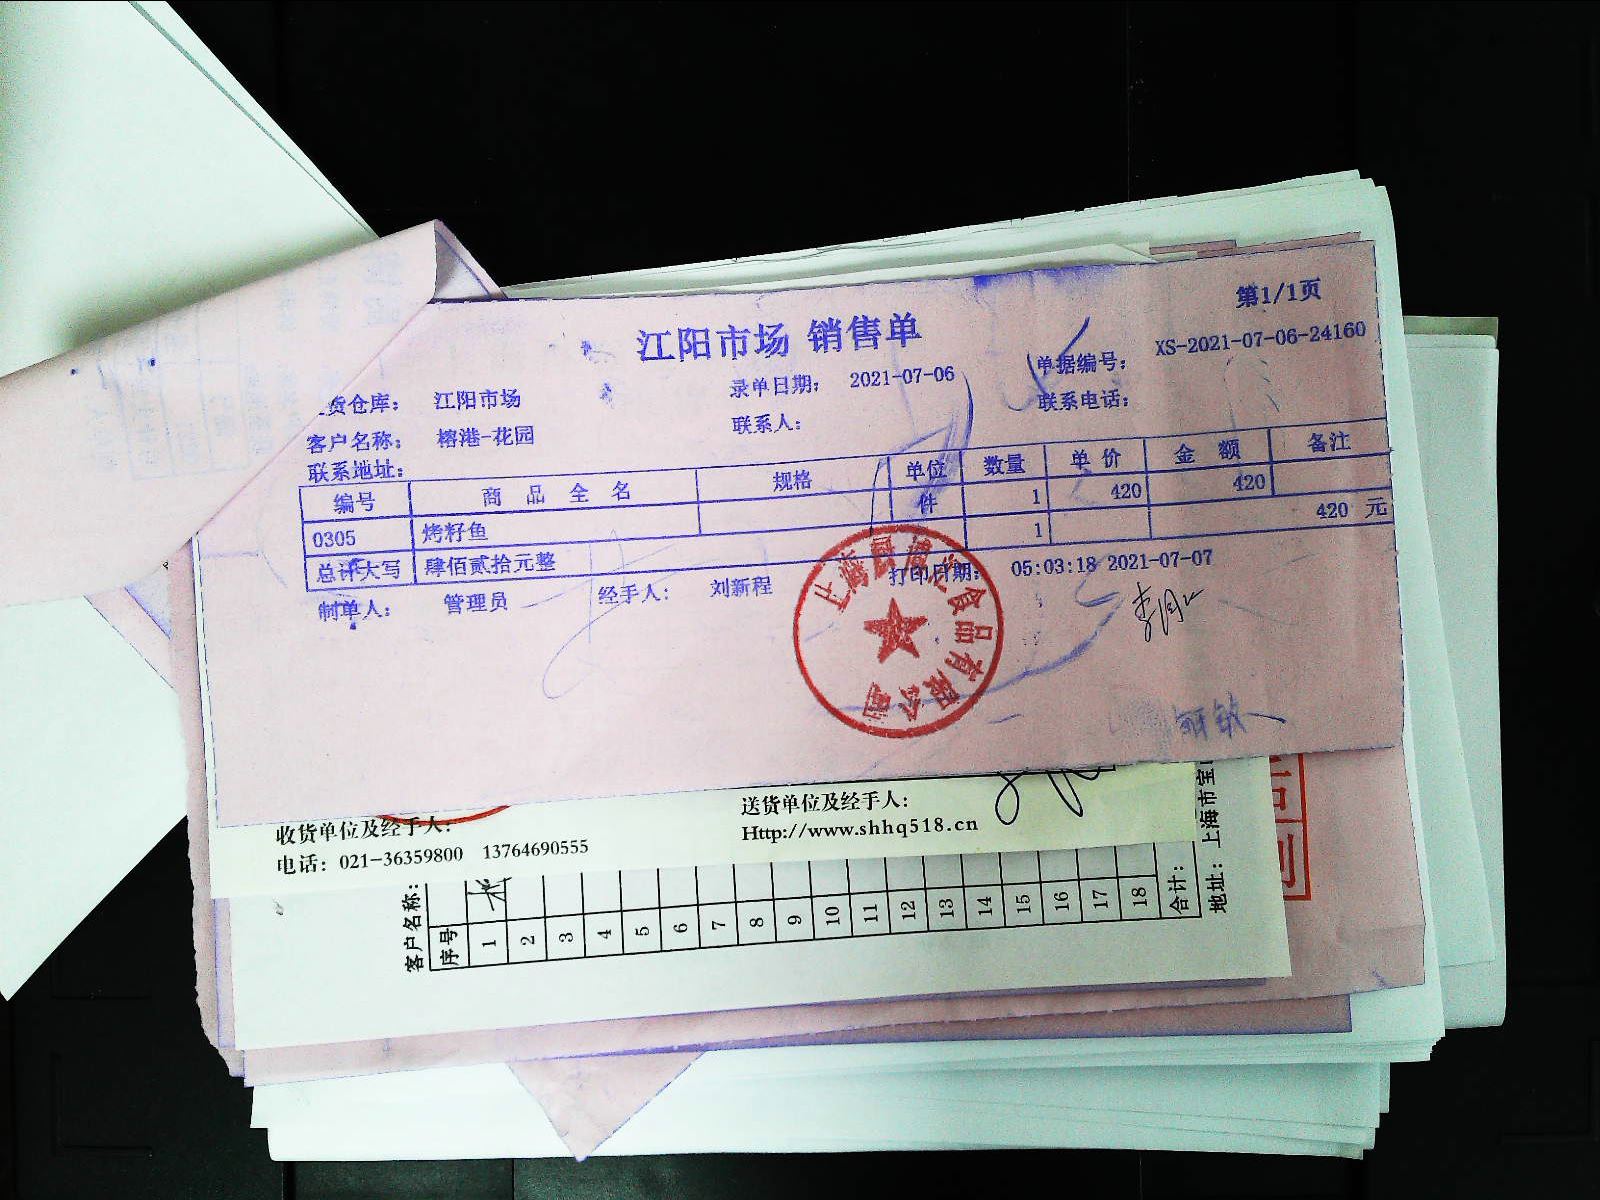 第1/1页
江阳市场 销售单
货仓库： 江阳市场 录单日期： 2021-07-06 单据编号： XS-2021-07-06-24160
客户名称： 榕港-花园 联系人： 联系电话：
联系地址：
编号 商品全名 规格 单位 数量 单价 金额 备注
0305 烤籽鱼 件 1 420 420
总计大写 肆佰贰拾元整 1 420 元
制单人： 管理员 经手人： 刘新程 打印日期： 05:03:18 2021-07-07
食品有限公司
收货单位及经手人： 送货单位及经手人：
电话：021-36359800 13764690555 Http://www.shhq518.cn
客户名称：
序号 1 2 3 4 5 6 7 8 9 10 11 12 13 14 15 16 17 18 合计：
地址：上海市宝